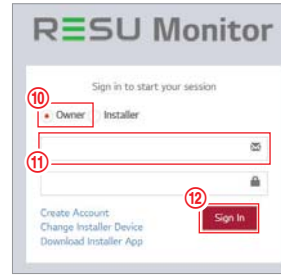 RESU Monitor
Sign in to start your session
⑩
Owner Installer
⑪
⑫
Create Account
Sign In
Change Installer Device
Download Installer App